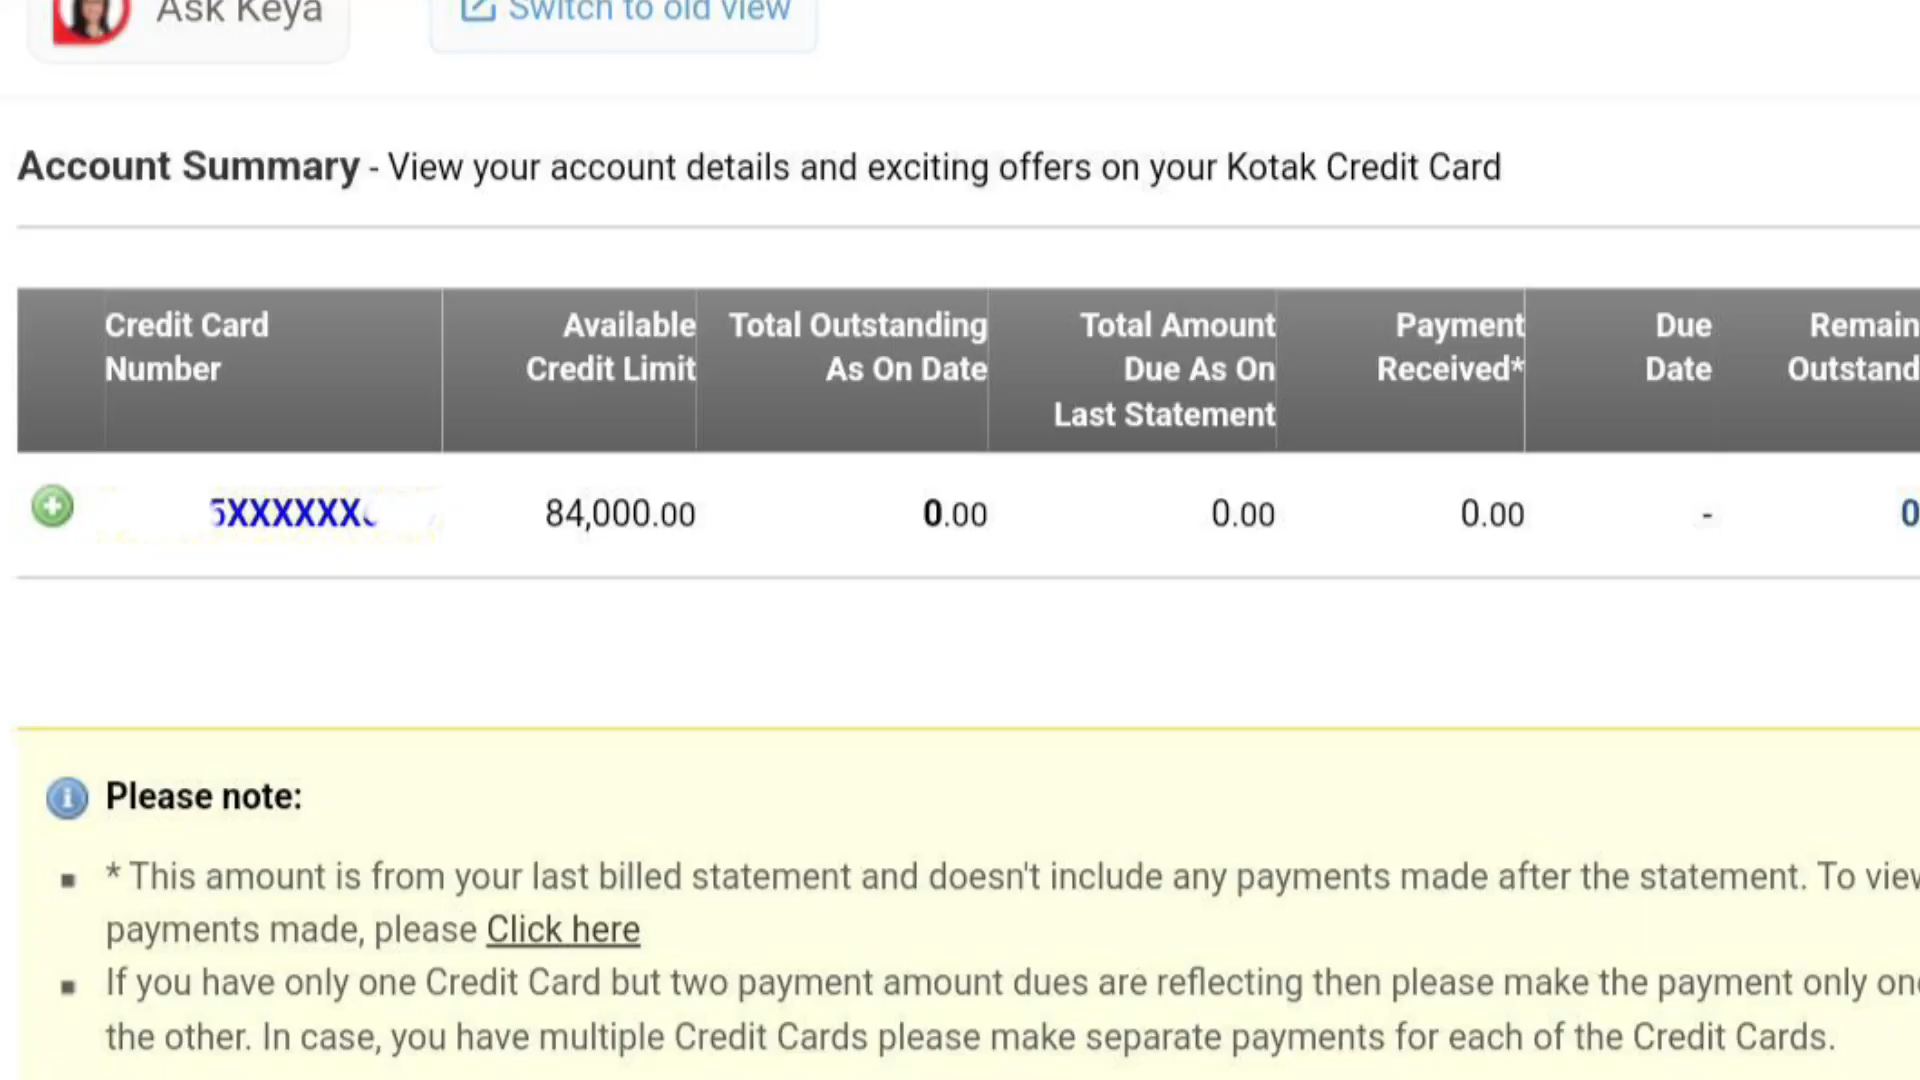 Ask Keya
Switch to old view
Account Summary - View your account details and exciting offers on your Kotak Credit Card
Credit Card
Number
Available
Credit Limit
Total Outstanding
As On Date
Total Amount
Due As On
Last Statement
Payment
Received*
Due
Date
Remain
Outstand
5XXXXXX
84,000.00
0.00
0.00
0.00
-
0
Please note:
▪ * This amount is from your last billed statement and doesn't include any payments made after the statement. To view
payments made, please Click here
▪ If you have only one Credit Card but two payment amount dues are reflecting then please make the payment only
the other. In case, you have multiple Credit Cards please make separate payments for each of the Credit Cards.